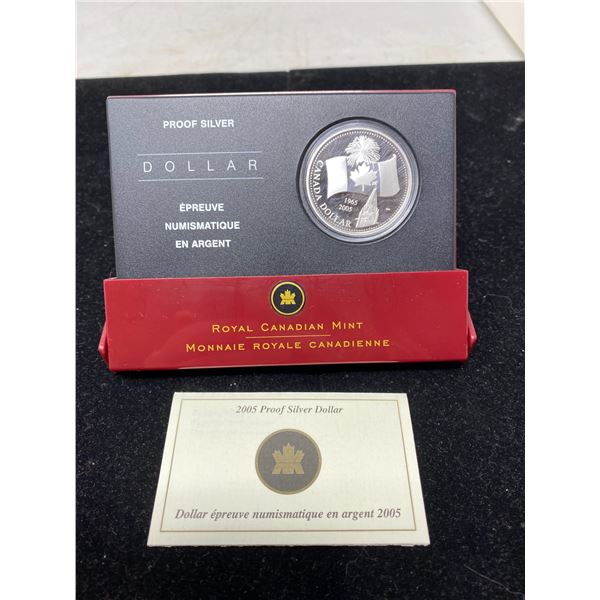 PROOF SILVER
DOLLAR
ÉPREUVE
NUMISMATIQUE
EN ARGENT
CANADA
DOLLAR
1965
2005
ROYAL CANADIAN MINT
MONNAIE ROYALE CANADIENNE
2005 Proof Silver Dollar
Dollar épreuve numismatique en argent 2005